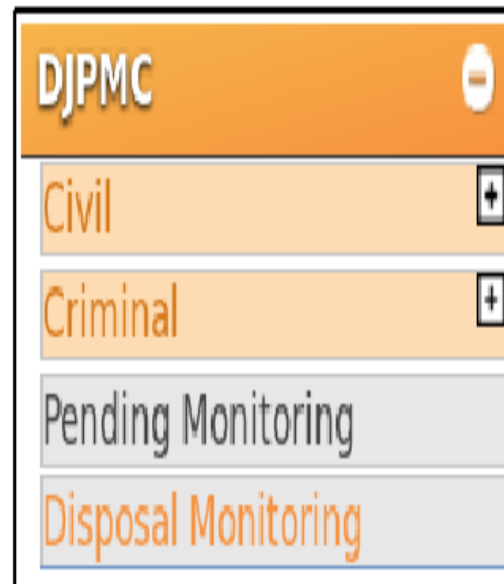 DJPMC
Civil
Criminal
Pending Monitoring
Disposal Monitoring